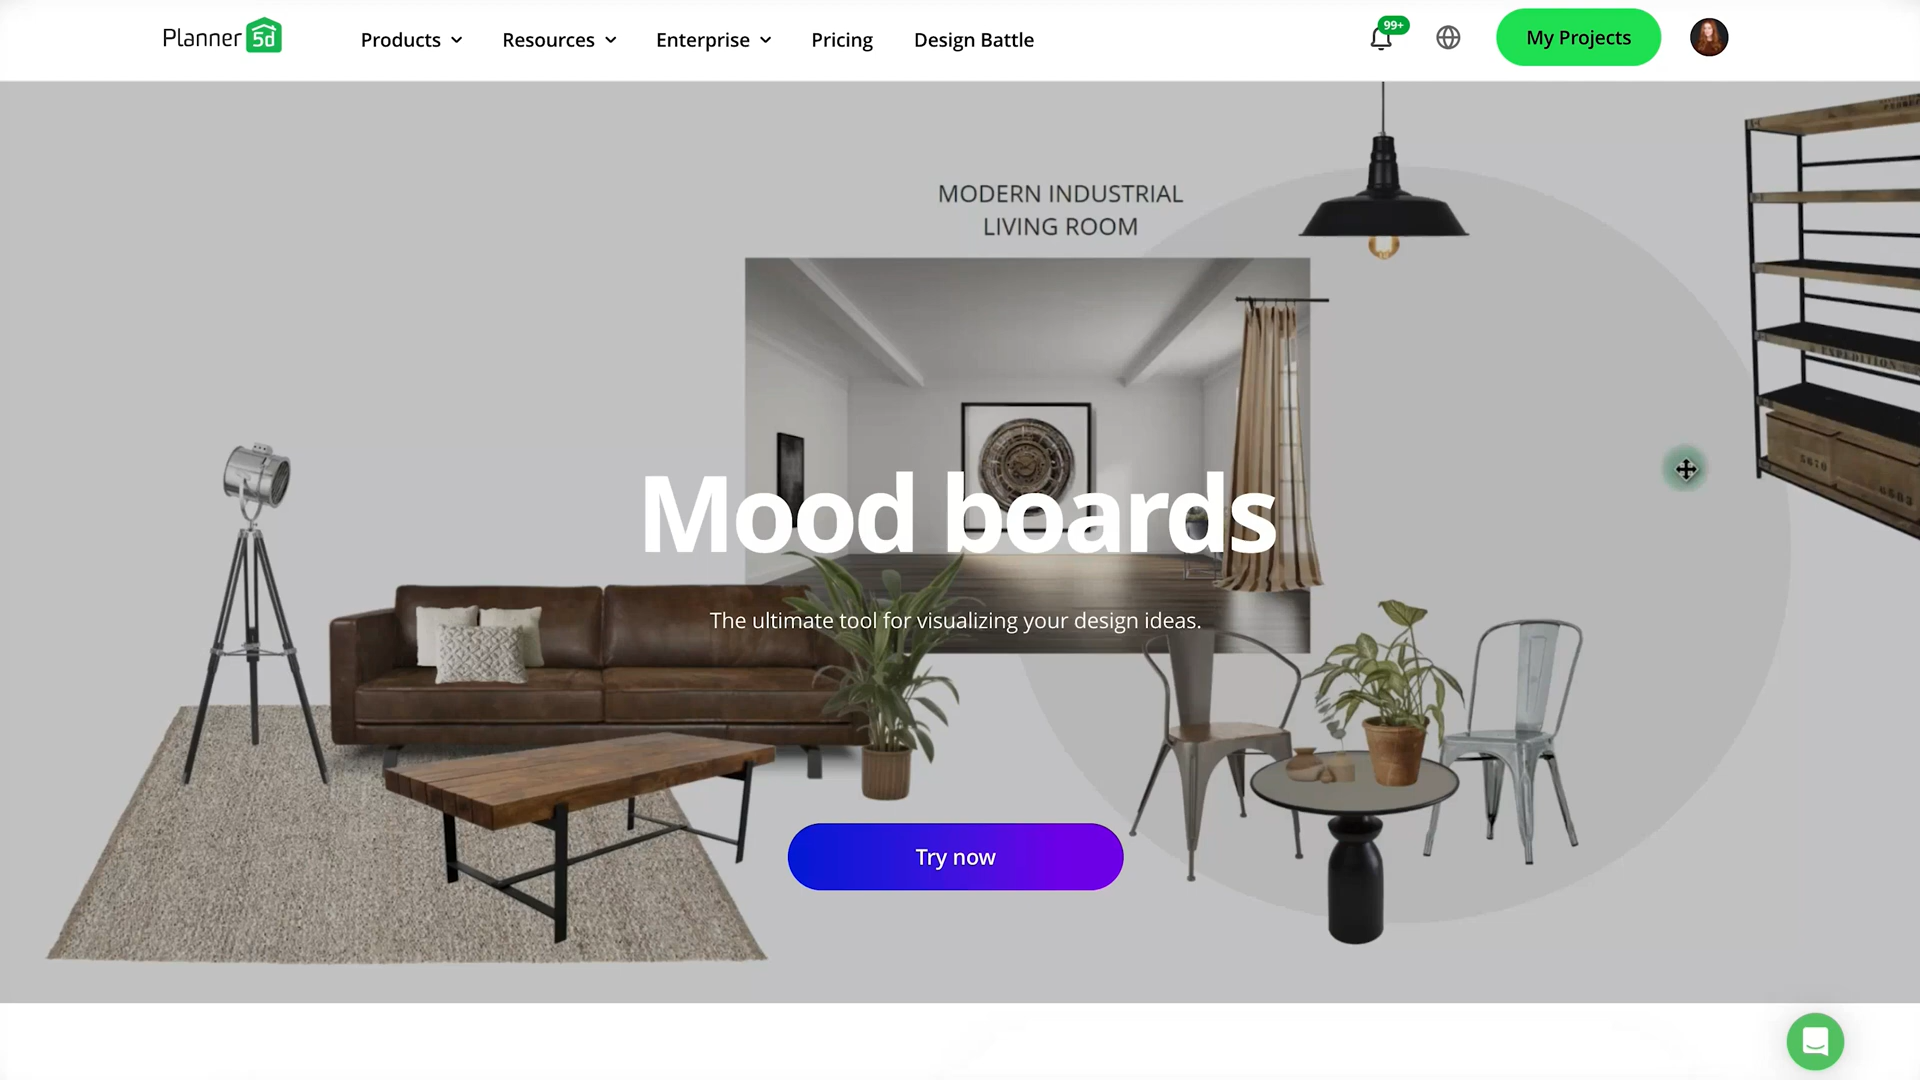 Planner 5d
Products
Resources
Enterprise
Pricing
Design Battle
99+
My Projects
MODERN INDUSTRIAL
LIVING ROOM
EXPEDITION
Mood boards
The ultimate tool for visualizing your design ideas.
Try now